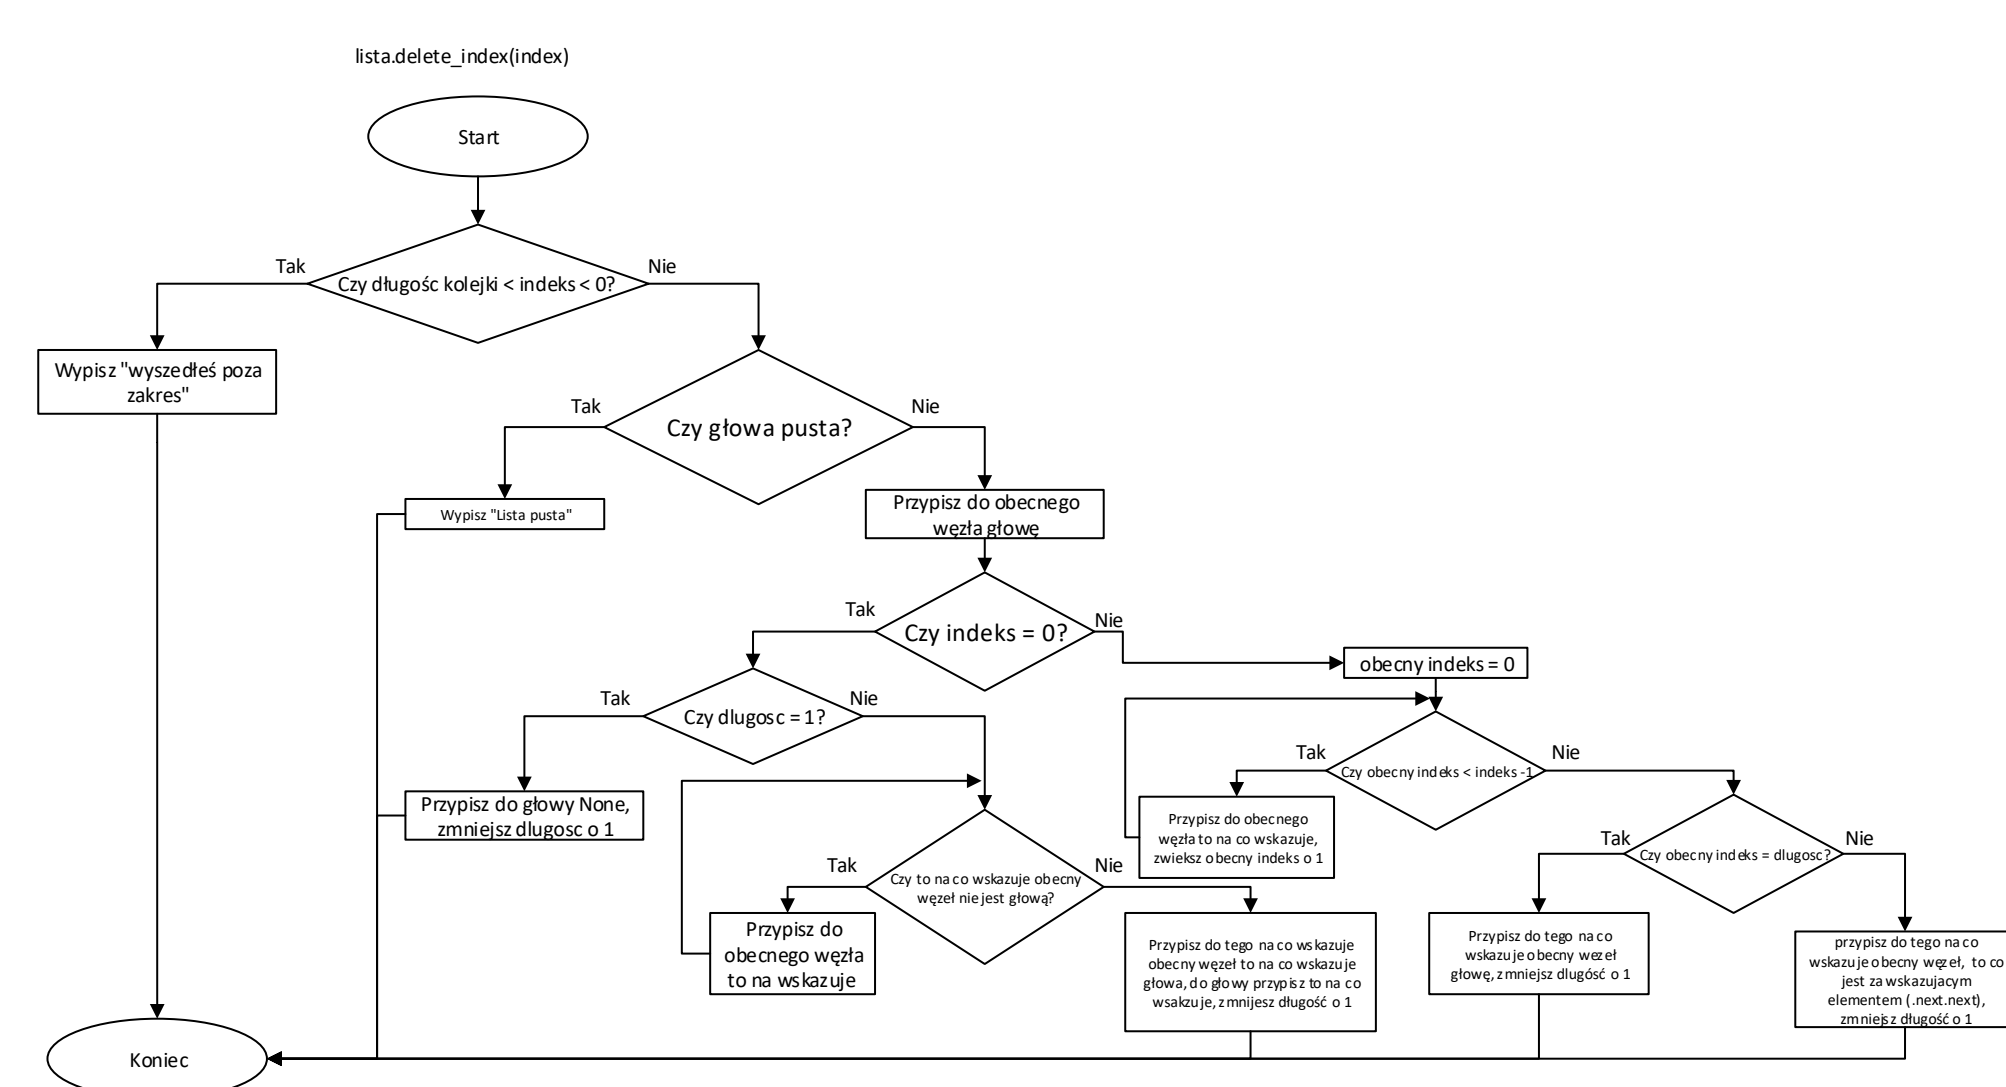 lista.delete_index(index)
Start
Tak
Nie
Czy długośc kolejki < indeks < 0?
Wypisz "wyszedłeś poza
zakres"
Tak
Nie
Czy głowa pusta?
Wypisz "Lista pusta"
Przypisz do obecnego
węzła głowę
Tak
Nie
Czy indeks = 0?
obecny indeks = 0
Tak
Nie
Czy dlugosc = 1?
Tak
Nie
Czy obecny indeks < indeks -1
Przypisz do głowy None,
zmniejsz dlugosc o 1
Przypisz do obecnego
węzła to na co wskazuje,
zwieksz obecny indeks o 1
Tak
Nie
Czy obecny indeks = dlugosc?
Tak
Nie
Czy to na co wskazuje obecny
węzeł nie jest głową?
Przypisz do
obecnego węzła
to na wskazuje
Przypisz do tego na co wskazuje
obecny węzeł to na co wskazuje
głowa, do głowy przypisz to na co
wsakzuje, zmnijesz długość o 1
Przypisz do tego na co
wskazuje obecny wezeł
głowę, zmniejsz dlugość o 1
przypisz do tego na co
wskazuje obecny węzeł, to co
jest za wskazujacym
elementem (.next.next),
zmniejsz długość o 1
Koniec